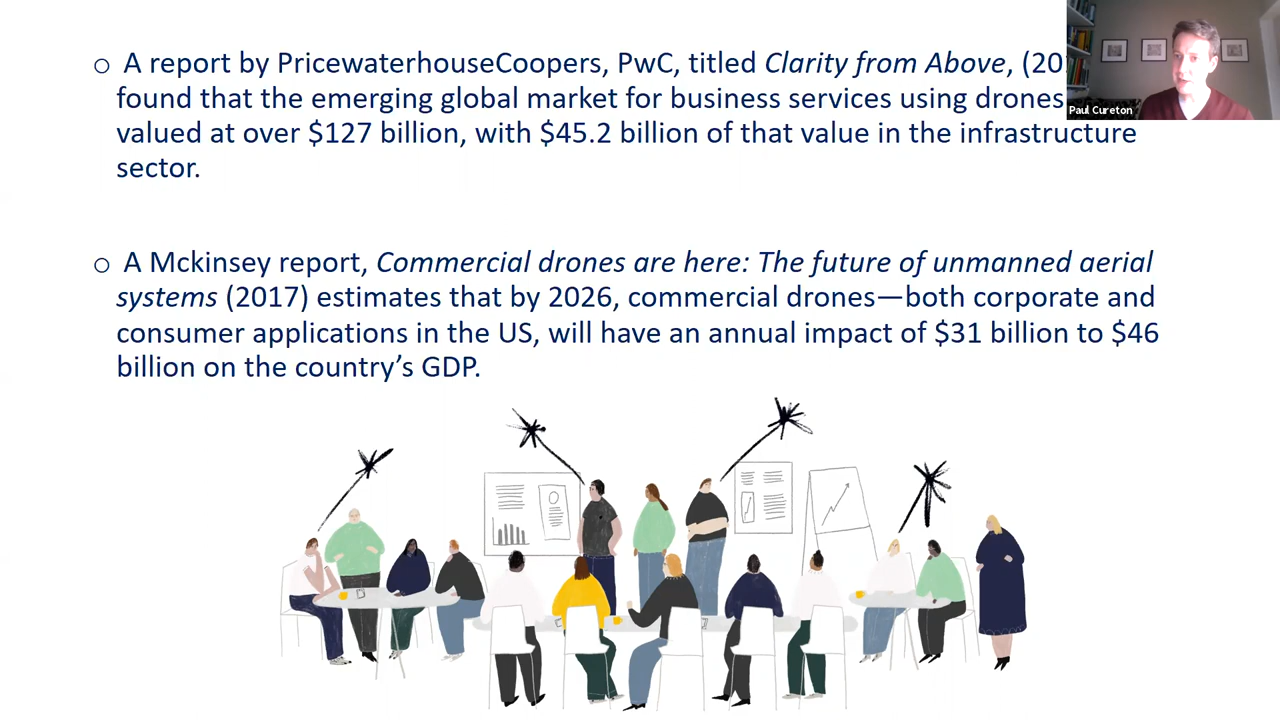 ○ A report by PricewaterhouseCoopers, PwC, titled Clarity from Above, (20
found that the emerging global market for business services using drones
valued at over $127 billion, with $45.2 billion of that value in the infrastructure
sector.
○ A Mckinsey report, Commercial drones are here: The future of unmanned aerial
systems (2017) estimates that by 2026, commercial drones—both corporate and
consumer applications in the US, will have an annual impact of $31 billion to $46
billion on the country’s GDP.
Paul Cureton